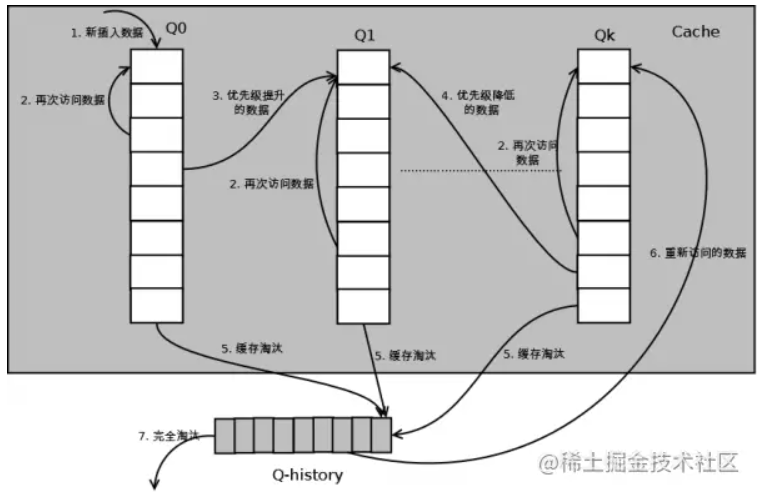 1. 新插入数据
Q0
Q1
Qk
Cache
2. 再次访问数据
3. 优先级提升
的数据
4. 优先级降低
的数据
2. 再次访问
数据
2. 再次访问数据
6. 重新访问的数据
5. 缓存淘汰
5. 缓存淘汰
5. 缓存淘汰
7. 完全淘汰
Q-history
@稀土掘金技术社区